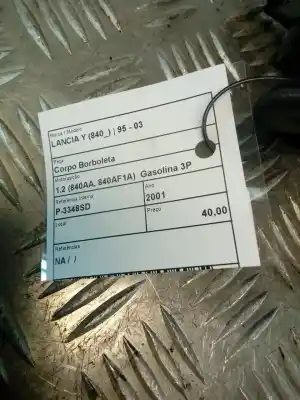 Marca / Modelo
LANCIA Y (840_) | 95 - 03
Peça
Corpo Borboleta
Motorização
1.2 (840AA, 840AF1A) Gasolina 3P
Referência Interna
P-3348SD
Ano
2001
Local
Preço
40,00
Referências
NA / /